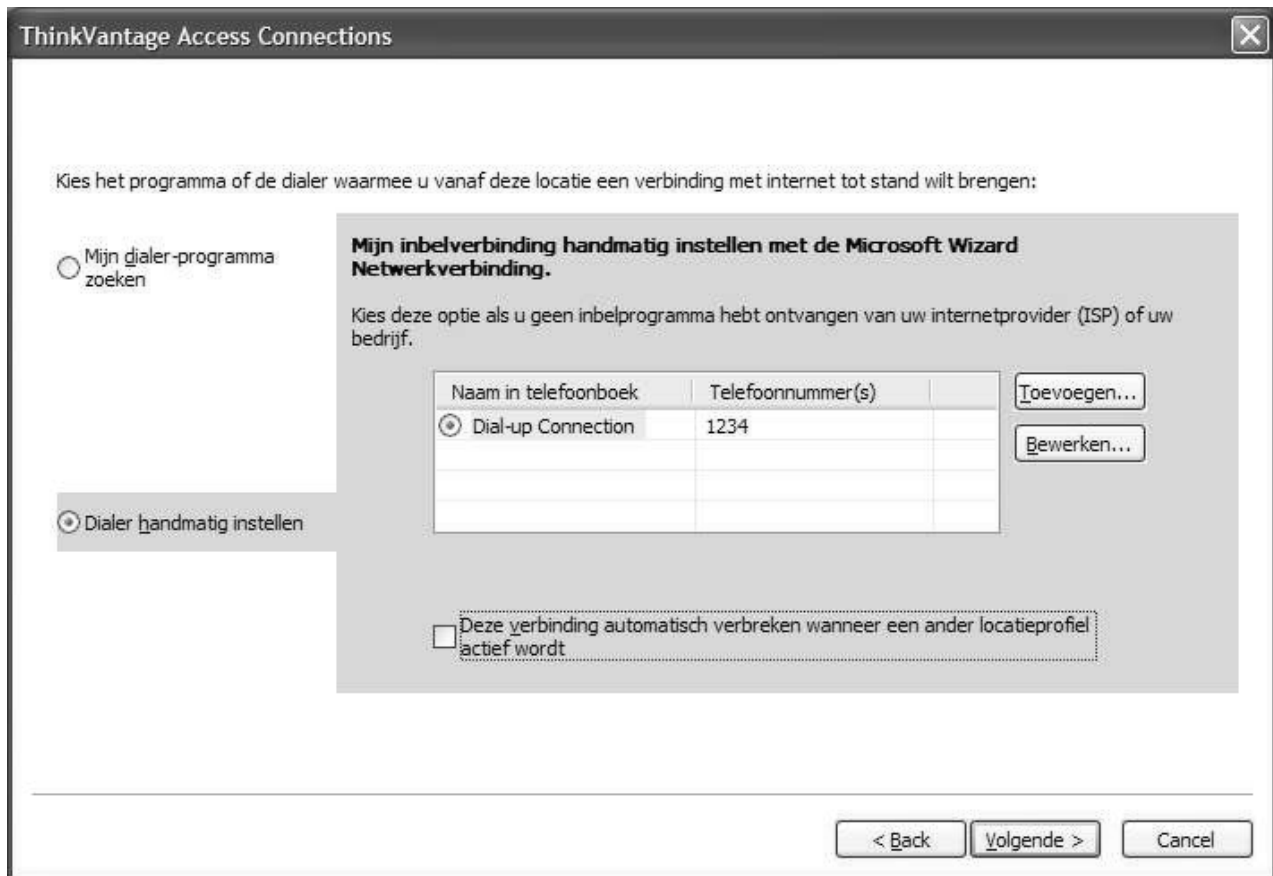 ThinkVantage Access Connections
Kies het programma of de dialer waarmee u vanaf deze locatie een verbinding met internet tot stand wilt brengen:
Mijn dialer-programma
zoeken
Mijn inbelverbinding handmatig instellen met de Microsoft Wizard
Netwerkverbinding.
Kies deze optie als u geen inbelprogramma hebt ontvangen van uw internetprovider (ISP) of uw
bedrijf.
Naam in telefoonboek Telefoonnummer(s)
Toevoegen...
Dial-up Connection 1234
Bewerken...
Dialer handmatig instellen
Deze verbinding automatisch verbreken wanneer een ander locatieprofiel
actief wordt
< Back Volgende > Cancel